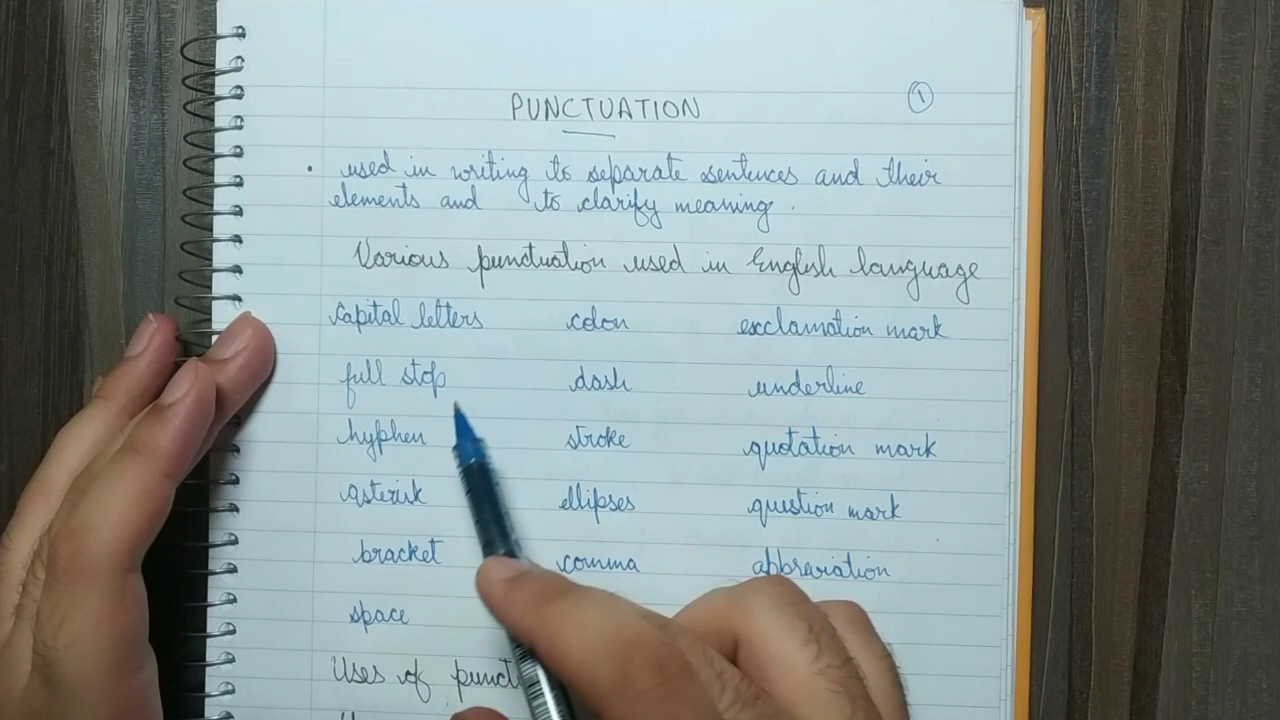 PUNCTUATION
1
• used in writing to separate sentences and their
elements and to clarify meaning.
Various punctuation used in English language
Capital letters colon exclamation mark
full stop dash underline
hyphen stroke quotation mark
asterisk ellipses question mark
bracket comma abbreviation
space
Uses of punct